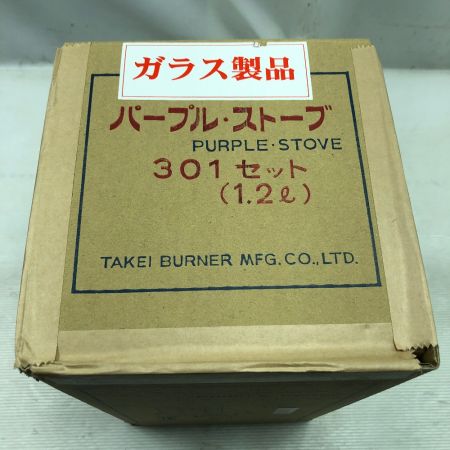 ガラス製品
パープル・ストーブ
PURPLE・STOVE
301セット
(1.2ℓ)
TAKEI BURNER MFG.CO.,LTD.